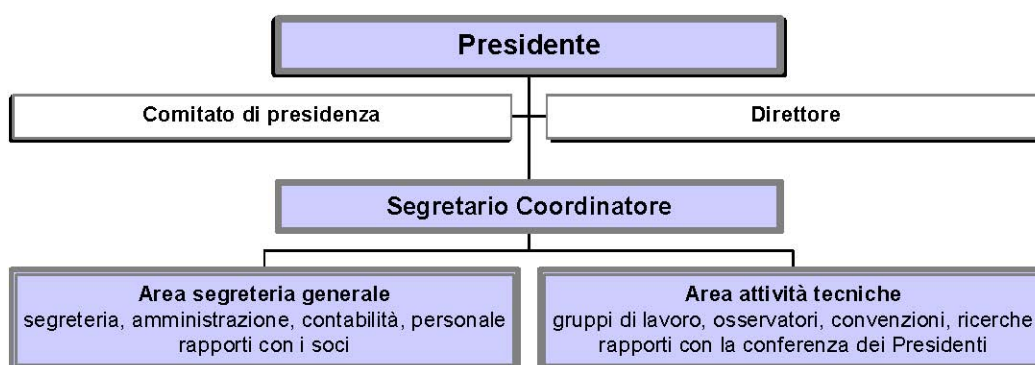 Presidente
Comitato di presidenza
Direttore
Segretario Coordinatore
Area segreteria generale
segreteria, amministrazione, contabilità, personale
rapporti con i soci
Area attività tecniche
gruppi di lavoro, osservatori, convenzioni, ricerche
rapporti con la conferenza dei Presidenti